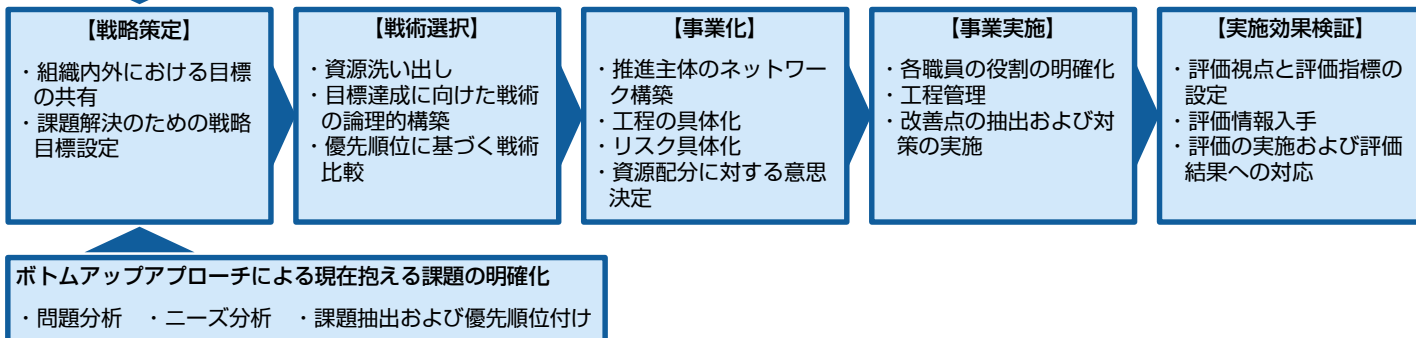 【戦略策定】
・組織内外における目標
の共有
・課題解決のための戦略
目標設定
【戦術選択】
・資源洗い出し
・目標達成に向けた戦術
の論理的構築
・優先順位に基づく戦術
比較
【事業化】
・推進主体のネットワー
ク構築
・工程の具体化
・リスク具体化
・資源配分に対する意思
決定
【事業実施】
・各職員の役割の明確化
・工程管理
・改善点の抽出および対
策の実施
【実施効果検証】
・評価視点と評価指標の
設定
・評価情報入手
・評価の実施および評価
結果への対応
ボトムアップアプローチによる現在抱える課題の明確化
・問題分析　・ニーズ分析　・課題抽出および優先順位付け